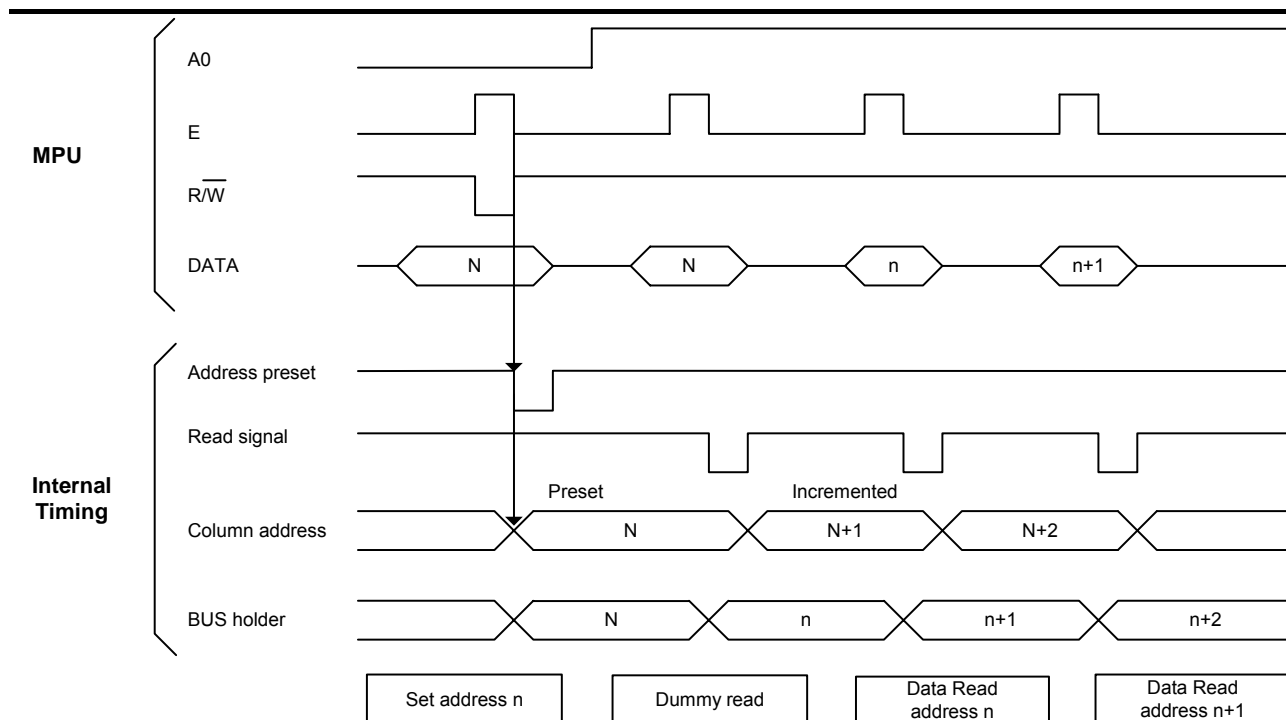 A0
E
MPU
R/W
DATA
N
N
n
n+1
Address preset
Read signal
Internal
Timing
Preset
Incremented
Column address
N
N+1
N+2
BUS holder
N
n
n+1
n+2
Set address n
Dummy read
Data Read
address n
Data Read
address n+1